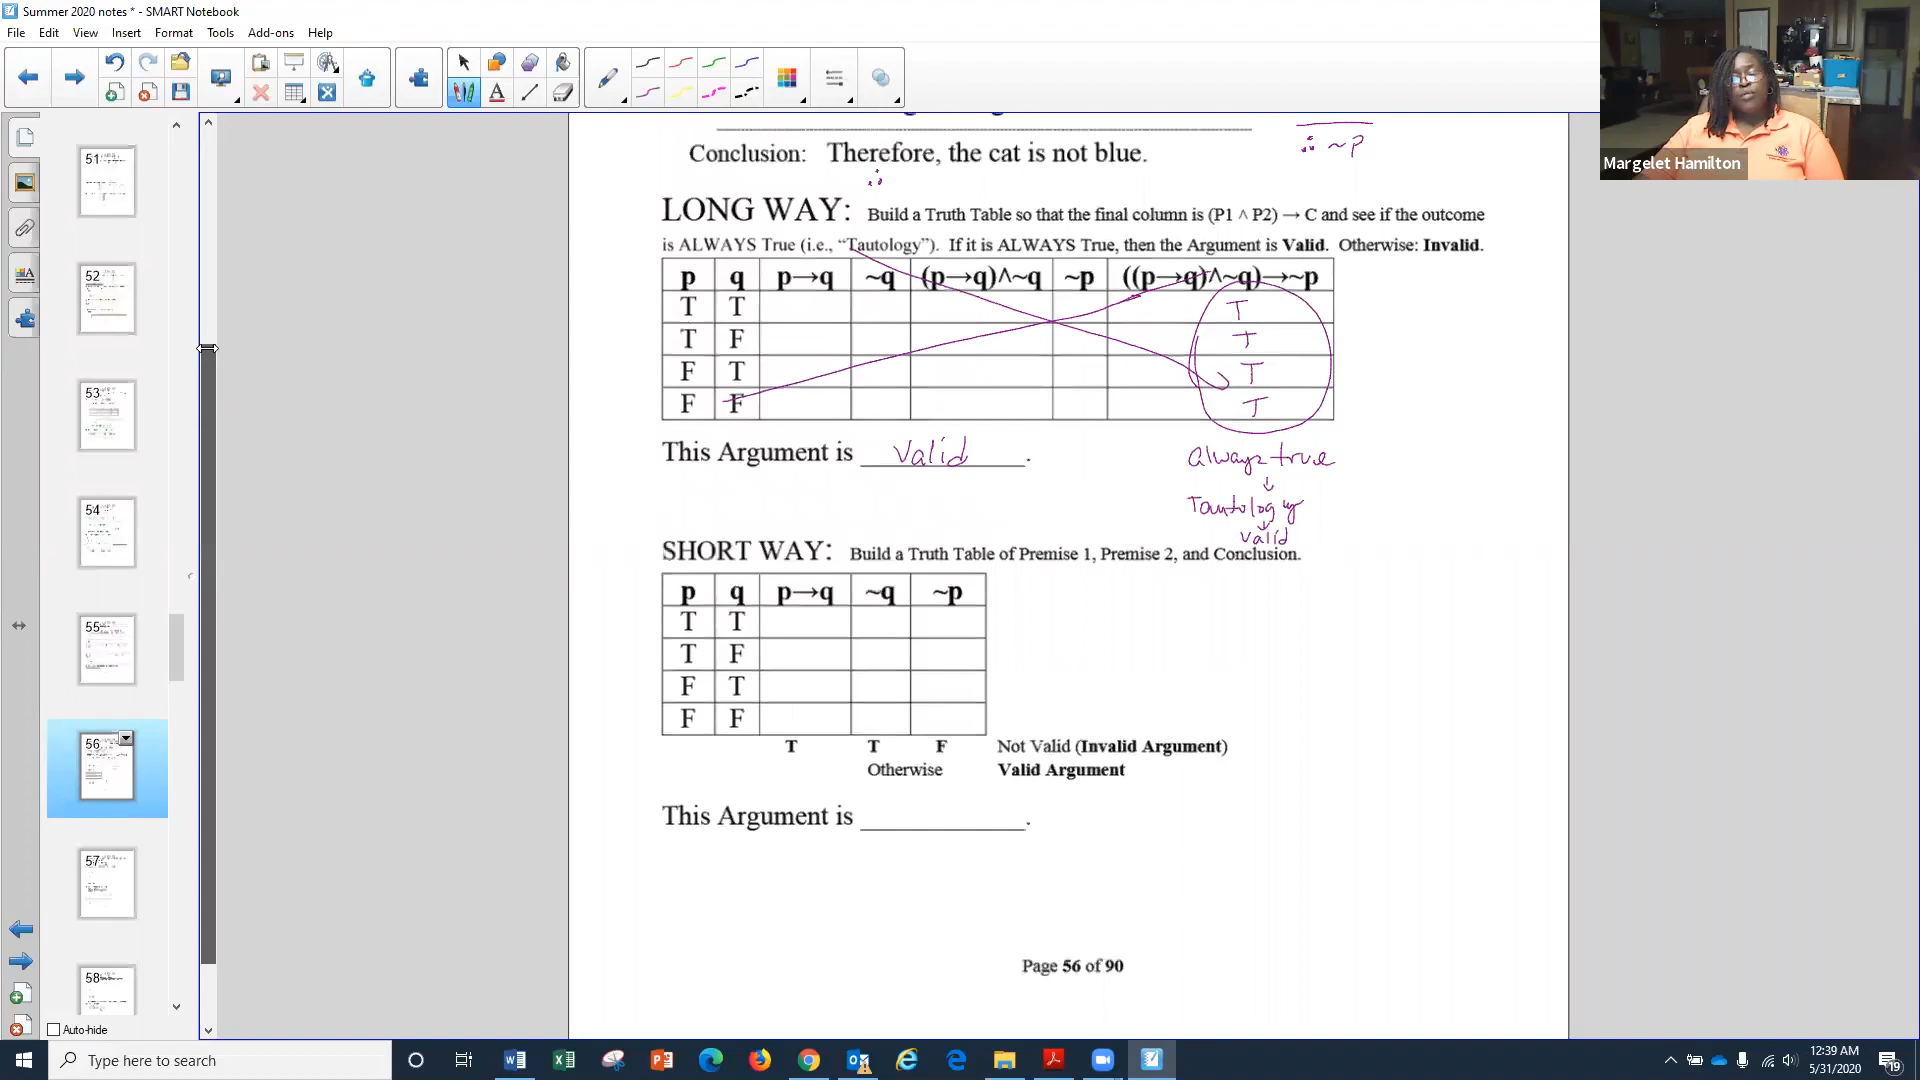 Summer 2020 notes * - SMART Notebook
File Edit View Insert Format Tools Add-ons Help
Margelet Hamilton
51
52
53
54
55
56
57
58
Auto-hide
∴ ~p
Conclusion: Therefore, the cat is not blue.
∴
LONG WAY: Build a Truth Table so that the final column is (P1 ∧ P2) → C and see if the outcome
is ALWAYS True (i.e., “Tautology”). If it is ALWAYS True, then the Argument is Valid. Otherwise: Invalid.
p q p→q ~q (p→q)∧~q ~p ((p→q)∧~q)→~p
T T T
T F T
F T T
F F T
This Argument is valid.
always true
↓
Tautology
↓
valid
SHORT WAY: Build a Truth Table of Premise 1, Premise 2, and Conclusion.
p q p→q ~q ~p
T T
T F
F T
F F
T T F Not Valid (Invalid Argument)
Otherwise Valid Argument
This Argument is ____________.
Page 56 of 90
Type here to search
12:39 AM
5/31/2020
19